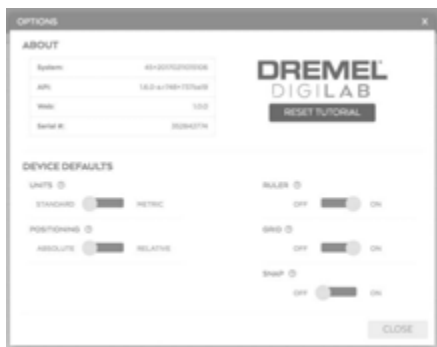 OPTIONS X
ABOUT
System:
API:
Web: 1.0.0
Serial #: 352843774
DREMEL
DIGILAB
RESET TUTORIAL
DEVICE DEFAULTS
UNITS
STANDARD METRIC
POSITIONING
ABSOLUTE RELATIVE
RULER
OFF ON
GRID
OFF ON
SNAP
OFF ON
CLOSE